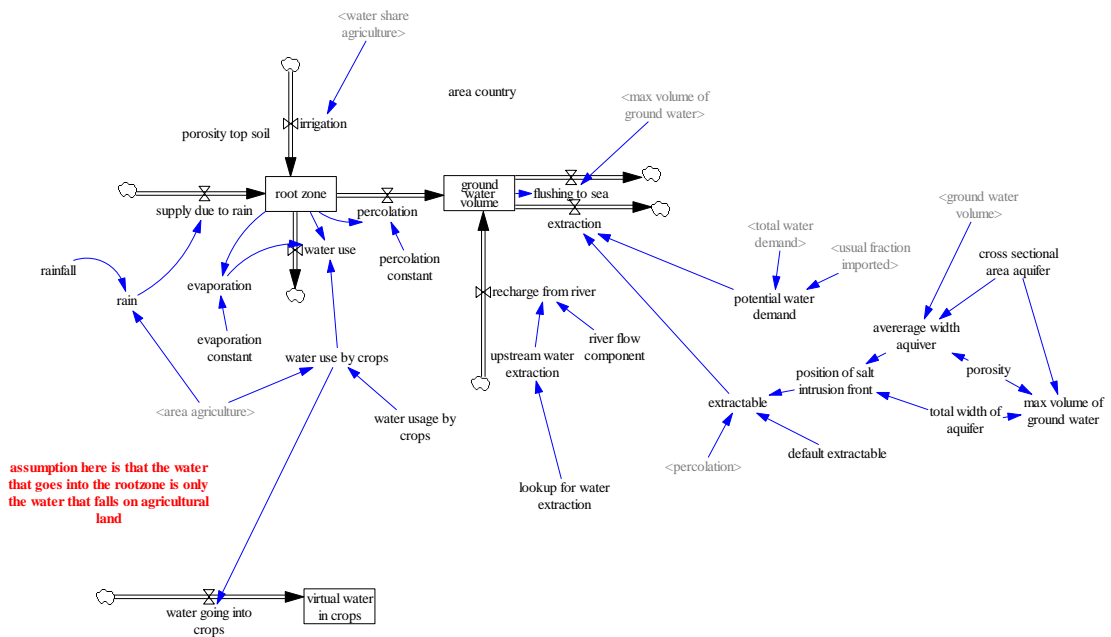 <water share
agriculture>
area country
<max volume of
ground water>
irrigation
porosity top soil
root zone
ground
water
volume
flushing to sea
supply due to rain
percolation
extraction
<ground water
volume>
<total water
demand>
<usual fraction
imported>
water use
percolation
constant
cross sectional
area aquifer
rainfall
evaporation
rain
recharge from river
potential water
demand
avererage width
aquiver
evaporation
constant
river flow
component
water use by crops
upstream water
extraction
position of salt
intrusion front
porosity
extractable
max volume of
ground water
<area agriculture>
water usage by
crops
total width of
aquifer
default extractable
<percolation>
assumption here is that the water
that goes into the rootzone is only
the water that falls on agricultural
land
lookup for water
extraction
virtual water
in crops
water going into
crops